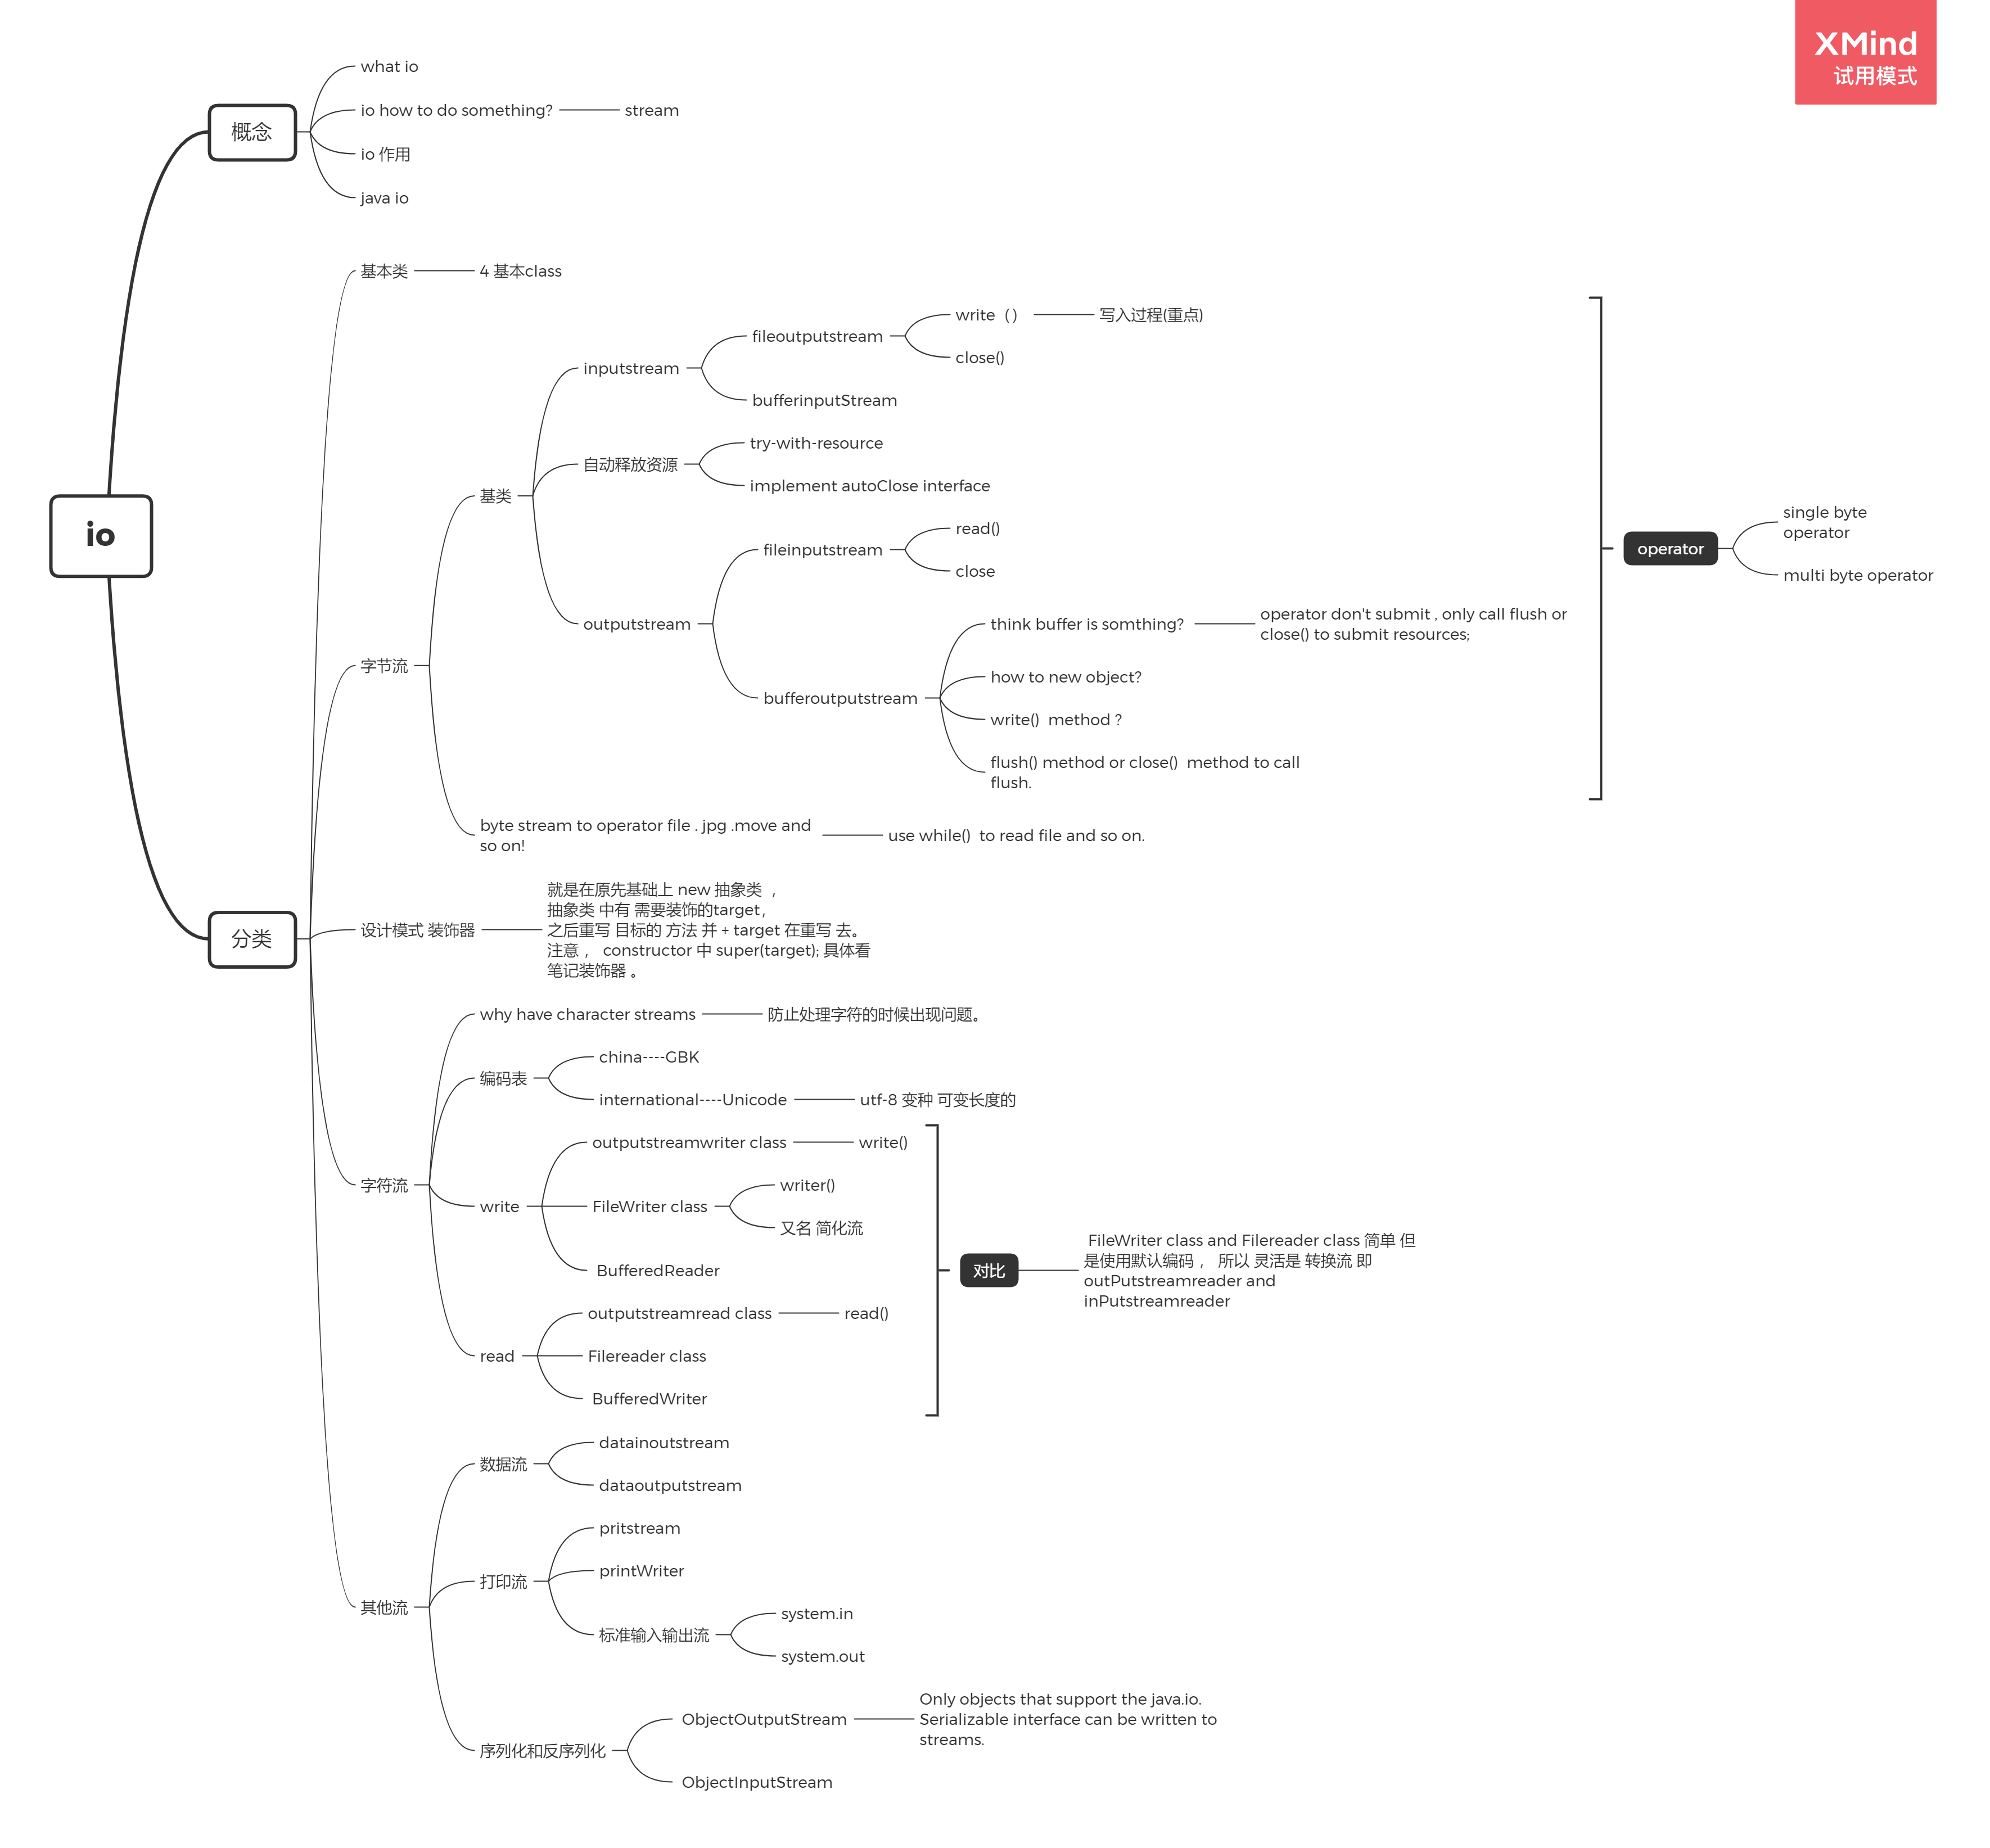 XMind
试用模式
io
概念
what io
io how to do something?
stream
io 作用
java io
分类
基本类
4 基本class
字节流
基类
inputstream
fileoutputstream
write（）
写入过程(重点)
close()
bufferinputStream
自动释放资源
try-with-resource
implement autoClose interface
outputstream
fileinputstream
read()
close
bufferoutputstream
think buffer is somthing?
operator don't submit , only call flush or
close() to submit resources;
how to new object?
write()  method ?
flush() method or close()  method to call
flush.
operator
single byte
operator
multi byte operator
byte stream to operator file . jpg .move and
so on!
use while()  to read file and so on.
设计模式 装饰器
就是在原先基础上 new 抽象类 ，
抽象类 中有 需要装饰的target，
之后重写 目标的 方法 并 + target 在重写 去。
注意 ， constructor 中 super(target); 具体看
笔记装饰器 。
字符流
why have character streams
防止处理字符的时候出现问题。
编码表
china----GBK
international----Unicode
utf-8 变种 可变长度的
write
outputstreamwriter class
write()
FileWriter class
writer()
又名 简化流
BufferedReader
read
outputstreamread class
read()
Filereader class
BufferedWriter
对比
FileWriter class and Filereader class 简单 但
是使用默认编码 ， 所以 灵活是 转换流 即
outPutstreamreader and
inPutstreamreader
其他流
数据流
datainoutstream
dataoutputstream
打印流
pritstream
printWriter
标准输入输出流
system.in
system.out
序列化和反序列化
ObjectOutputStream
Only objects that support the java.io.
Serializable interface can be written to
streams.
ObjectInputStream